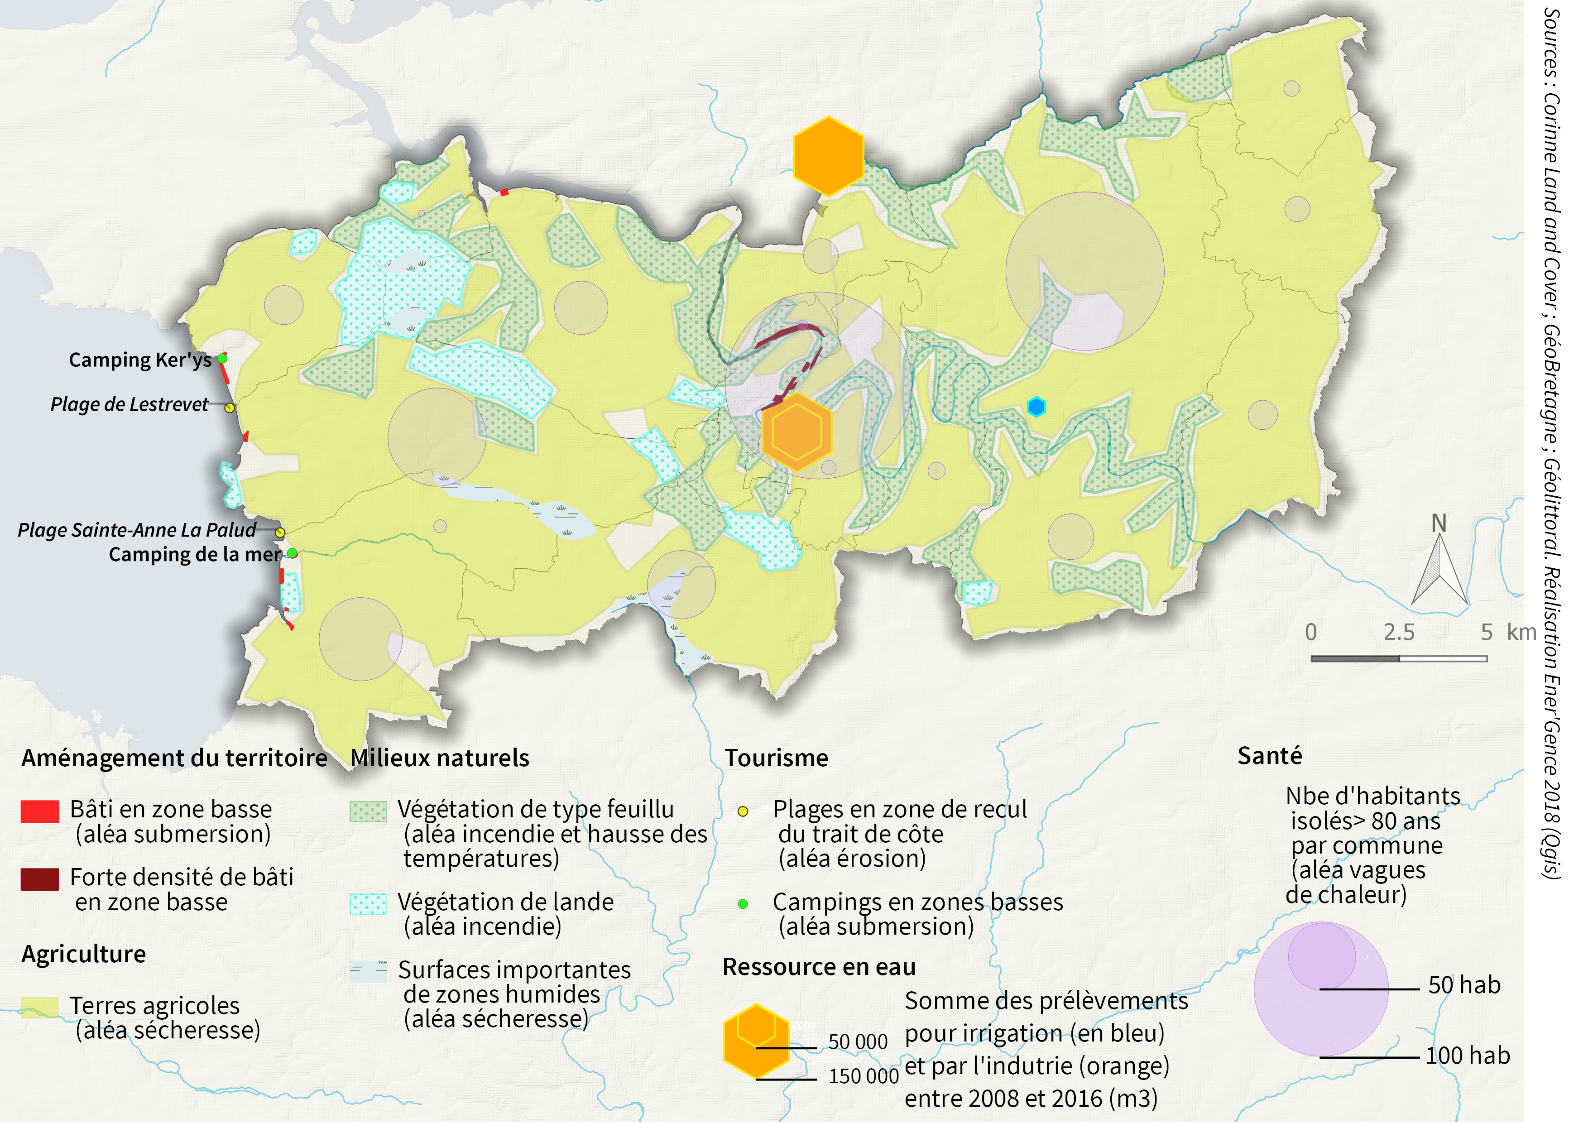 Camping Ker'ys
Plage de Lestrevet
Plage Sainte-Anne La Palud
Camping de la mer
N
0 2.5 5 km
Sources : Corinne Land and Cover ; GéoBretagne ; Géolittoral. Réalisation Ener'Gence 2018 (Qgis)
Aménagement du territoire
Bâti en zone basse
(aléa submersion)
Forte densité de bâti
en zone basse
Agriculture
Terres agricoles
(aléa sécheresse)
Milieux naturels
Végétation de type feuillu
(aléa incendie et hausse des
températures)
Végétation de lande
(aléa incendie)
Surfaces importantes
de zones humides
(aléa sécheresse)
Tourisme
Plages en zone de recul
du trait de côte
(aléa érosion)
Campings en zones basses
(aléa submersion)
Ressource en eau
50 000
150 000
Somme des prélèvements
pour irrigation (en bleu)
et par l'indutrie (orange)
entre 2008 et 2016 (m3)
Santé
Nbe d'habitants
isolés> 80 ans
par commune
(aléa vagues
de chaleur)
50 hab
100 hab